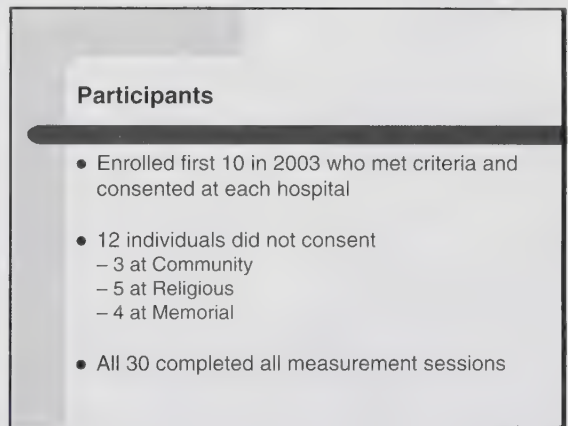 Participants
• Enrolled first 10 in 2003 who met criteria and
consented at each hospital
• 12 individuals did not consent
– 3 at Community
– 5 at Religious
– 4 at Memorial
• All 30 completed all measurement sessions